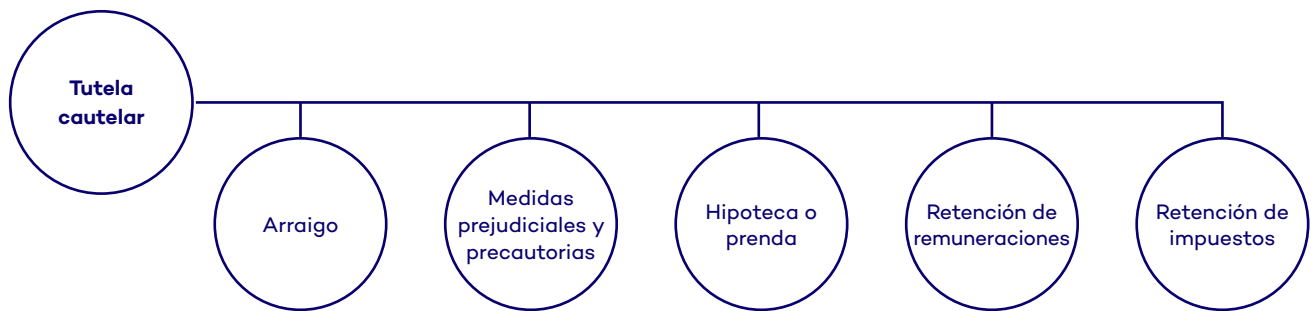 Tutela
cautelar
Arraigo
Medidas
prejudiciales y
precautorias
Hipoteca o
prenda
Retención de
remuneraciones
Retención de
impuestos